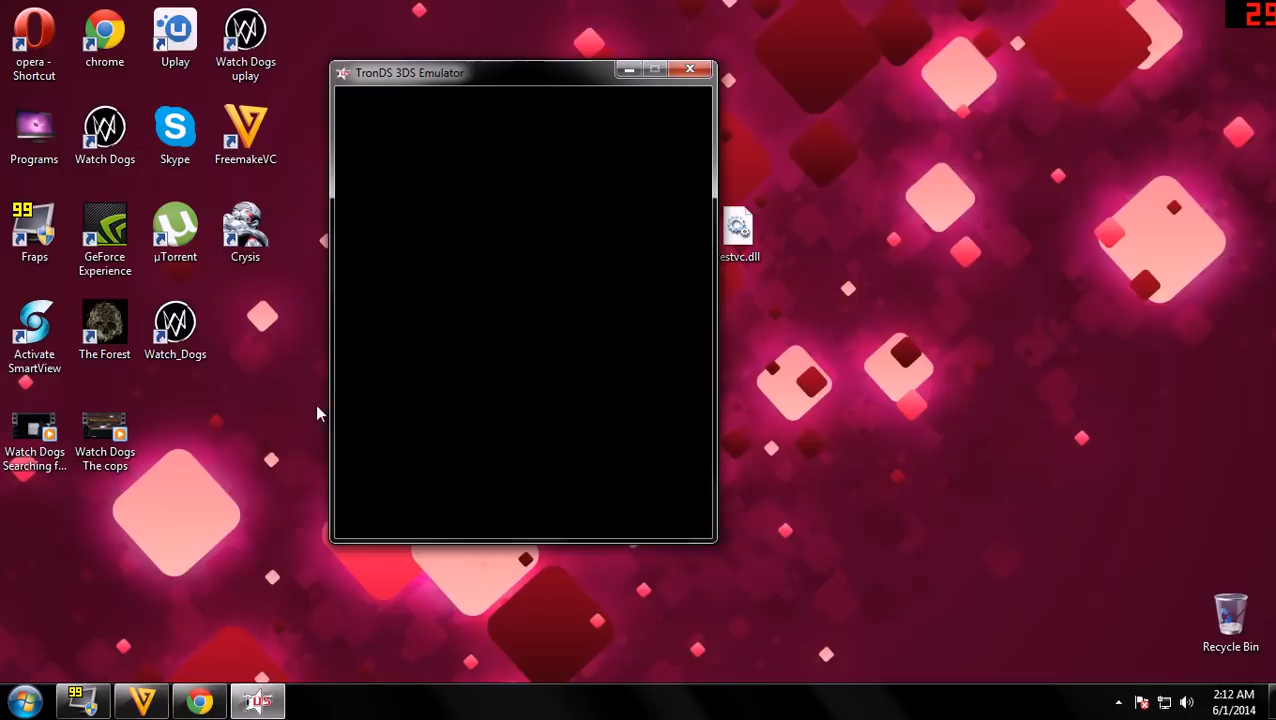 29
opera -
Shortcut
chrome
Uplay
Watch Dogs
uplay
TronDS 3DS Emulator
Programs
Watch Dogs
Skype
FreemakeVC
99
Fraps
GeForce
Experience
µTorrent
Crysis
estvc.dll
Activate
SmartView
The Forest
Watch_Dogs
Watch Dogs
Searching f...
Watch Dogs
The cops
Recycle Bin
99
2:12 AM
6/1/2014